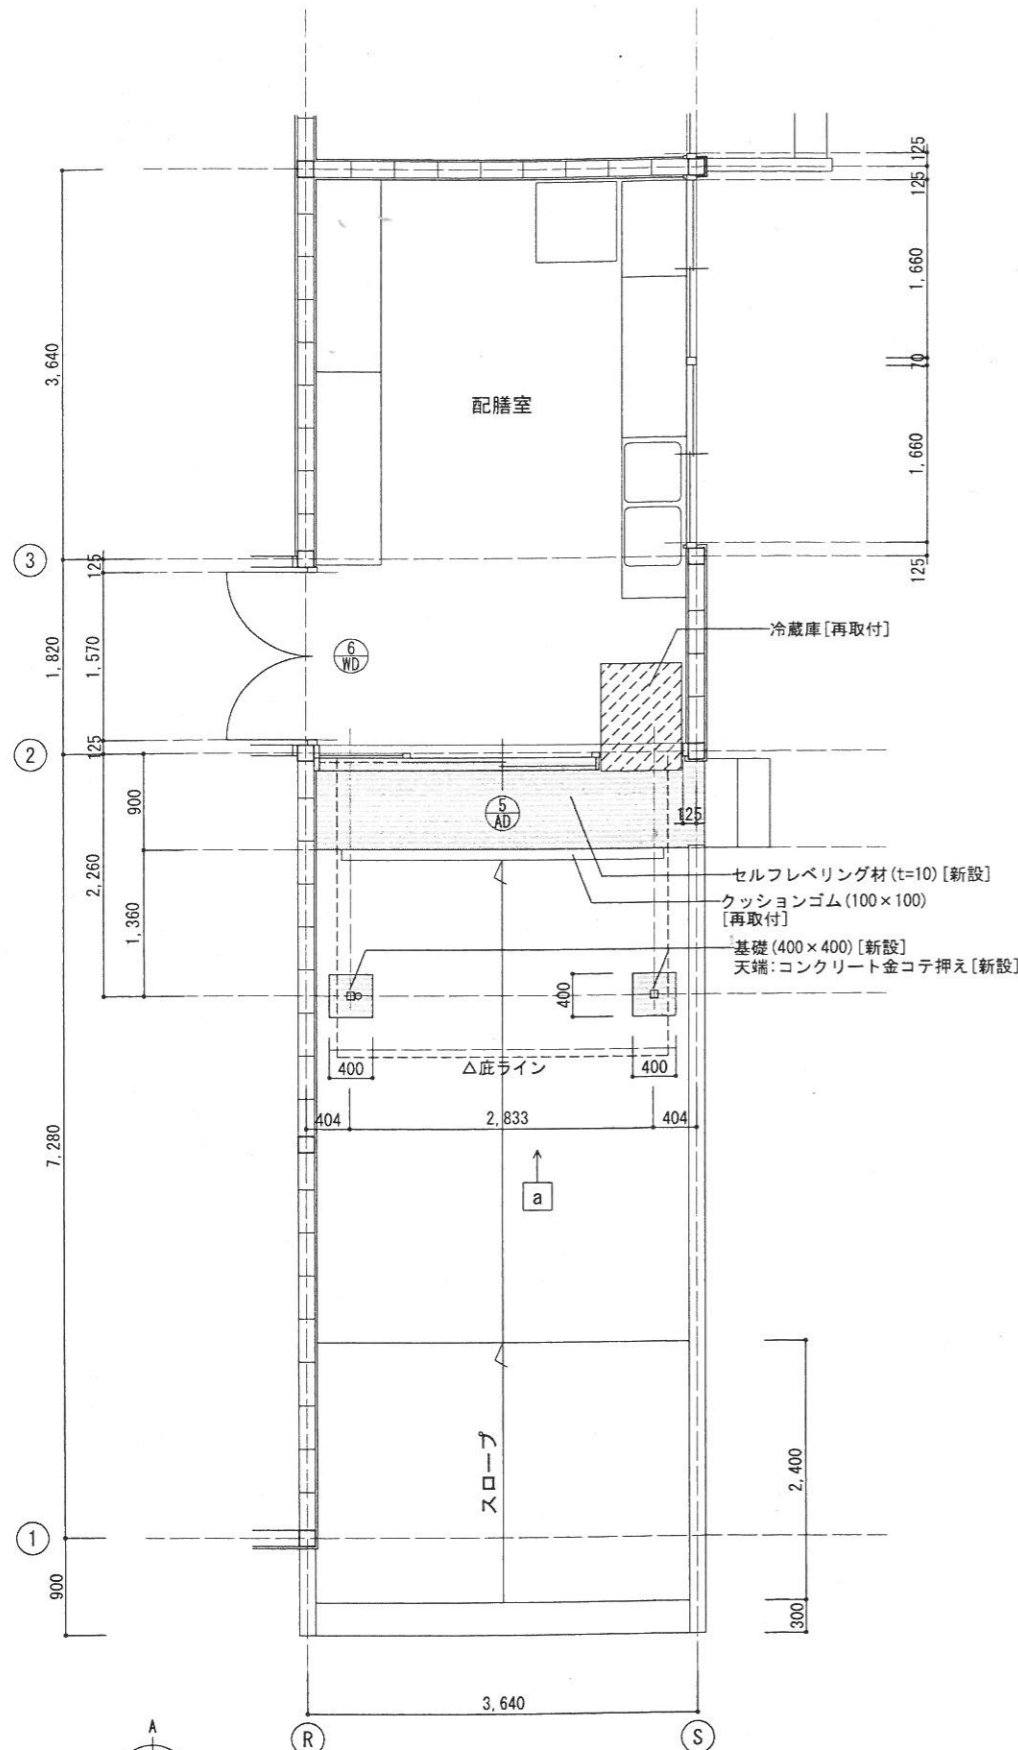 125
125
1,660
3,640
70
配膳室
1,660
3
125
125
冷蔵庫[再取付]
6
WD
1,820
1,570
125
2
900
5
AD
125
2,260
セルフレベリング材(t=10)[新設]
クッションゴム(100×100)
[再取付]
1,360
基礎(400×400)[新設]
天端:コンクリート金コテ押え[新設]
400
400
△庇ライン
400
404
2,833
404
7,280
a
スロープ
2,400
1
900
300
3,640
A
R
S